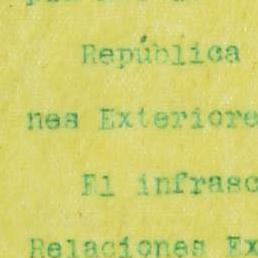 República
nes Exteriore
El infrasc
Relaciones Ex